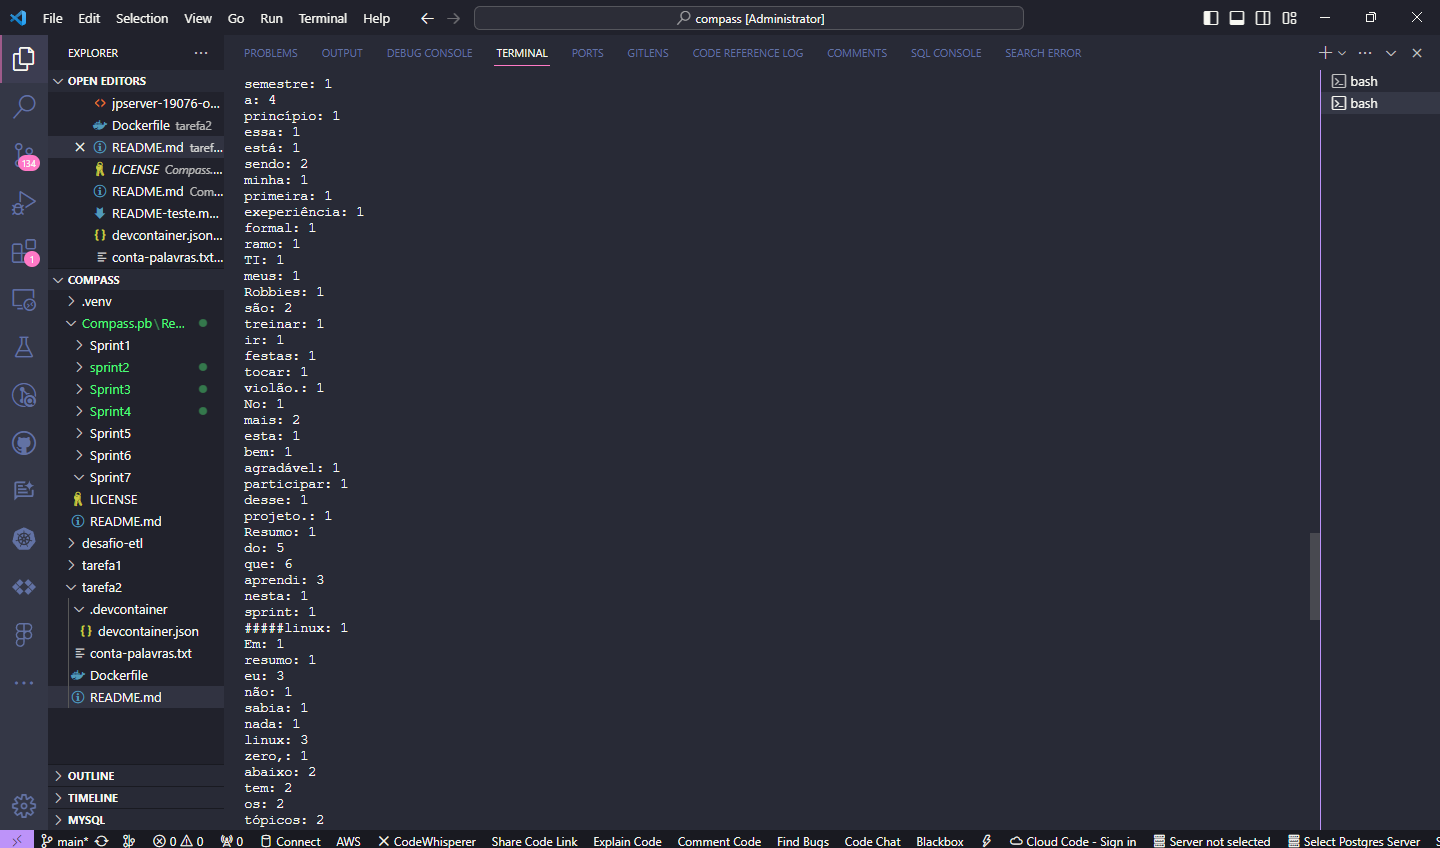 File Edit Selection View Go Run Terminal Help
compass [Administrator]
EXPLORER
OPEN EDITORS
jpserver-19076-o...
Dockerfile tarefa2
README.md taref...
LICENSE Compass....
README.md Com...
README-teste.m...
devcontainer.json...
conta-palavras.txt...
COMPASS
.venv
Compass.pb\Re...
Sprint1
sprint2
Sprint3
Sprint4
Sprint5
Sprint6
Sprint7
LICENSE
README.md
desafio-etl
tarefa1
tarefa2
.devcontainer
devcontainer.json
conta-palavras.txt
Dockerfile
README.md
OUTLINE
TIMELINE
MYSQL
134
1
PROBLEMS OUTPUT DEBUG CONSOLE TERMINAL PORTS GITLENS CODE REFERENCE LOG COMMENTS SQL CONSOLE SEARCH ERROR
semestre: 1
a: 4
princípio: 1
essa: 1
está: 1
sendo: 2
minha: 1
primeira: 1
exeperiência: 1
formal: 1
ramo: 1
TI: 1
meus: 1
Robbies: 1
são: 2
treinar: 1
ir: 1
festas: 1
tocar: 1
violão.: 1
No: 1
mais: 2
esta: 1
bem: 1
agradável: 1
participar: 1
desse: 1
projeto.: 1
Resumo: 1
do: 5
que: 6
aprendi: 3
nesta: 1
sprint: 1
#####linux: 1
Em: 1
resumo: 1
eu: 3
não: 1
sabia: 1
nada: 1
linux: 3
zero,: 1
abaixo: 2
tem: 2
os: 2
tópicos: 2
bash
bash
main* 0 0 0 Connect AWS CodeWhisperer Share Code Link Explain Code Comment Code Find Bugs Code Chat Blackbox Cloud Code - Sign in Server not selected Select Postgres Server